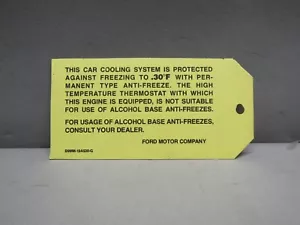 THIS CAR COOLING SYSTEM IS PROTECTED
AGAINST FREEZING TO .30°F WITH PER-
MANENT TYPE ANTI-FREEZE. THE HIGH
TEMPERATURE THERMOSTAT WITH WHICH
THIS ENGINE IS EQUIPPED, IS NOT SUITABLE
FOR USE OF ALCOHOL BASE ANTI-FREEZES.
FOR USAGE OF ALCOHOL BASE ANTI-FREEZES,
CONSULT YOUR DEALER.
FORD MOTOR COMPANY